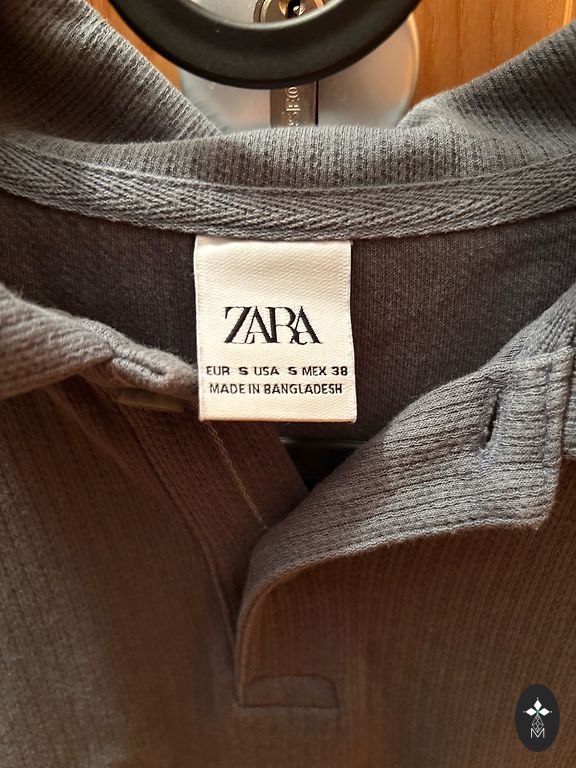 ZARA
EUR S USA S MEX 38
MADE IN BANGLADESH
M